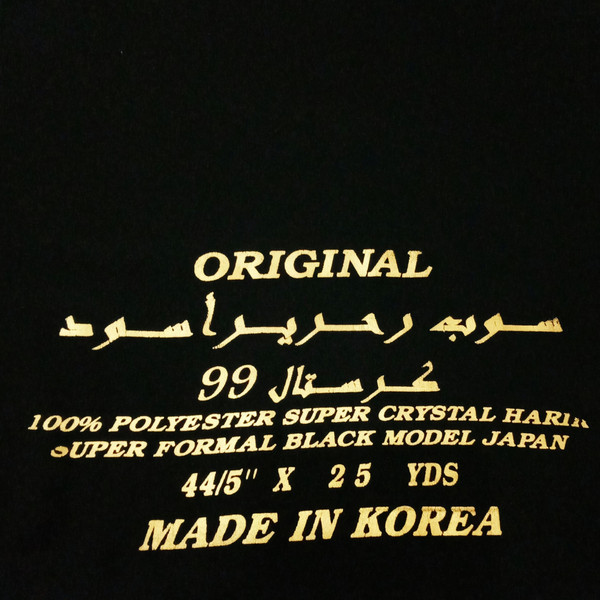 ORIGINAL
سوبر حرير أسود
كرستال 99
100% POLYESTER SUPER CRYSTAL HARIR
SUPER FORMAL BLACK MODEL JAPAN
44/5" X 25 YDS
MADE IN KOREA